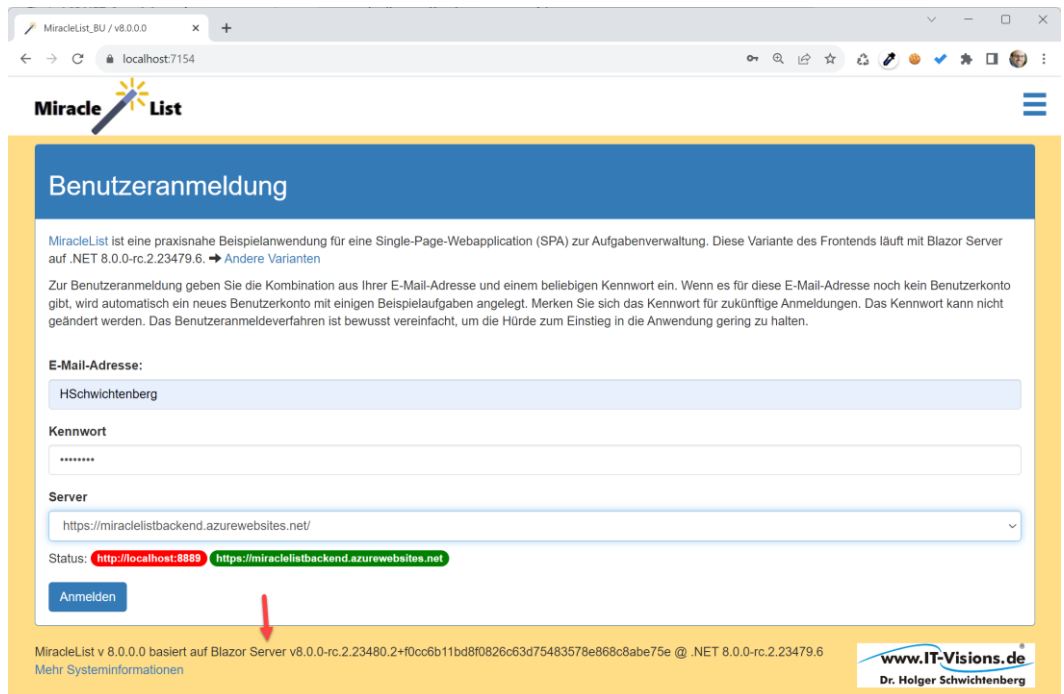 MiracleList_BU / v8.0.0.0
localhost:7154
Miracle List
Benutzeranmeldung
MiracleList ist eine praxisnahe Beispielanwendung für eine Single-Page-Webapplication (SPA) zur Aufgabenverwaltung. Diese Variante des Frontends läuft mit Blazor Server
auf .NET 8.0.0-rc.2.23479.6. ➡ Andere Varianten
Zur Benutzeranmeldung geben Sie die Kombination aus Ihrer E-Mail-Adresse und einem beliebigen Kennwort ein. Wenn es für diese E-Mail-Adresse noch kein Benutzerkonto
gibt, wird automatisch ein neues Benutzerkonto mit einigen Beispielaufgaben angelegt. Merken Sie sich das Kennwort für zukünftige Anmeldungen. Das Kennwort kann nicht
geändert werden. Das Benutzeranmeldeverfahren ist bewusst vereinfacht, um die Hürde zum Einstieg in die Anwendung gering zu halten.
E-Mail-Adresse:
HSchwichtenberg
Kennwort
••••••••
Server
https://miraclelistbackend.azurewebsites.net/
Status: http://localhost:8889 https://miraclelistbackend.azurewebsites.net
Anmelden
MiracleList v 8.0.0.0 basiert auf Blazor Server v8.0.0-rc.2.23480.2+f0cc6b11bd8f0826c63d75483578e868c8abe75e @ .NET 8.0.0-rc.2.23479.6
Mehr Systeminformationen
www.IT-Visions.de
Dr. Holger Schwichtenberg